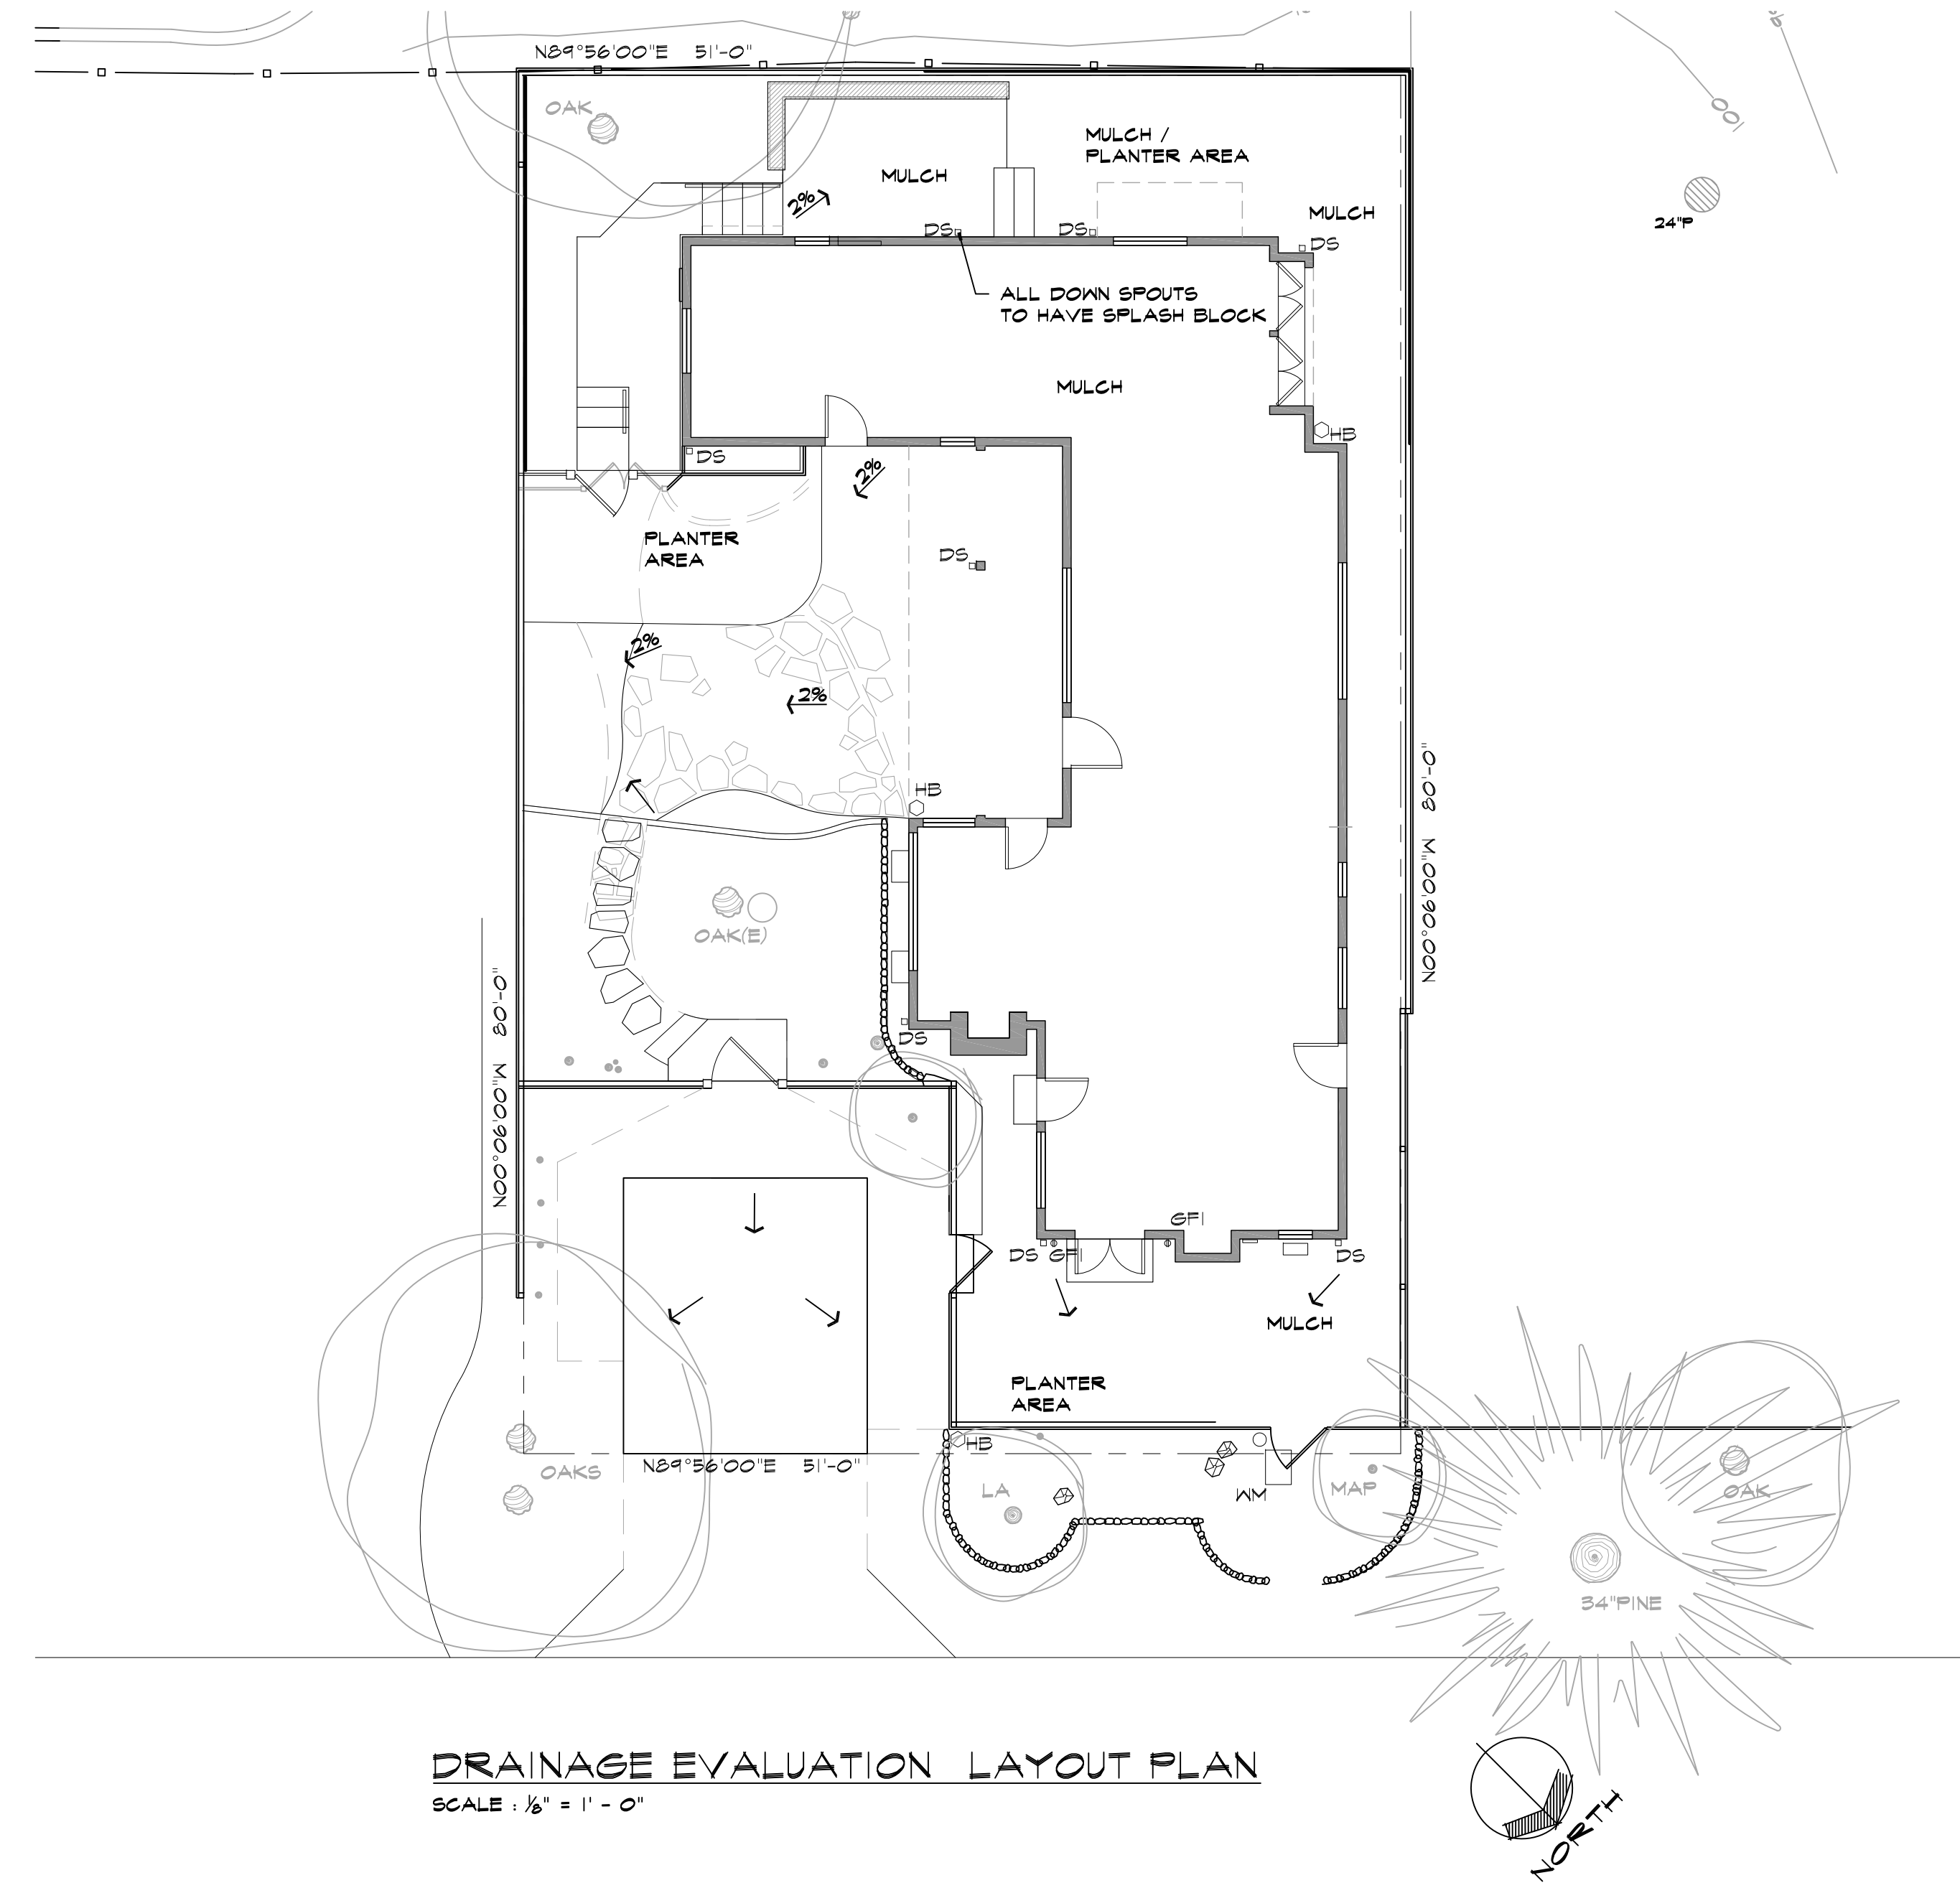 N89°56'00"E 51'-0"
OAK
MULCH /
PLANTER AREA
100
MULCH
2%
MULCH
24"P
DS
DS
DS
ALL DOWN SPOUTS
TO HAVE SPLASH BLOCK
MULCH
HB
DS
2%
PLANTER
AREA
DS
2%
2%
HB
N00°06'00"W 80'-0"
OAK(E)
N00°06'00"W 80'-0"
DS
GFI
DS GFI
DS
MULCH
PLANTER
AREA
HB
N89°56'00"E 51'-0"
OAKS
LA
WM
MAP
OAK
34"PINE
DRAINAGE EVALUATION LAYOUT PLAN
SCALE : 1/8" = 1' - 0"
NORTH